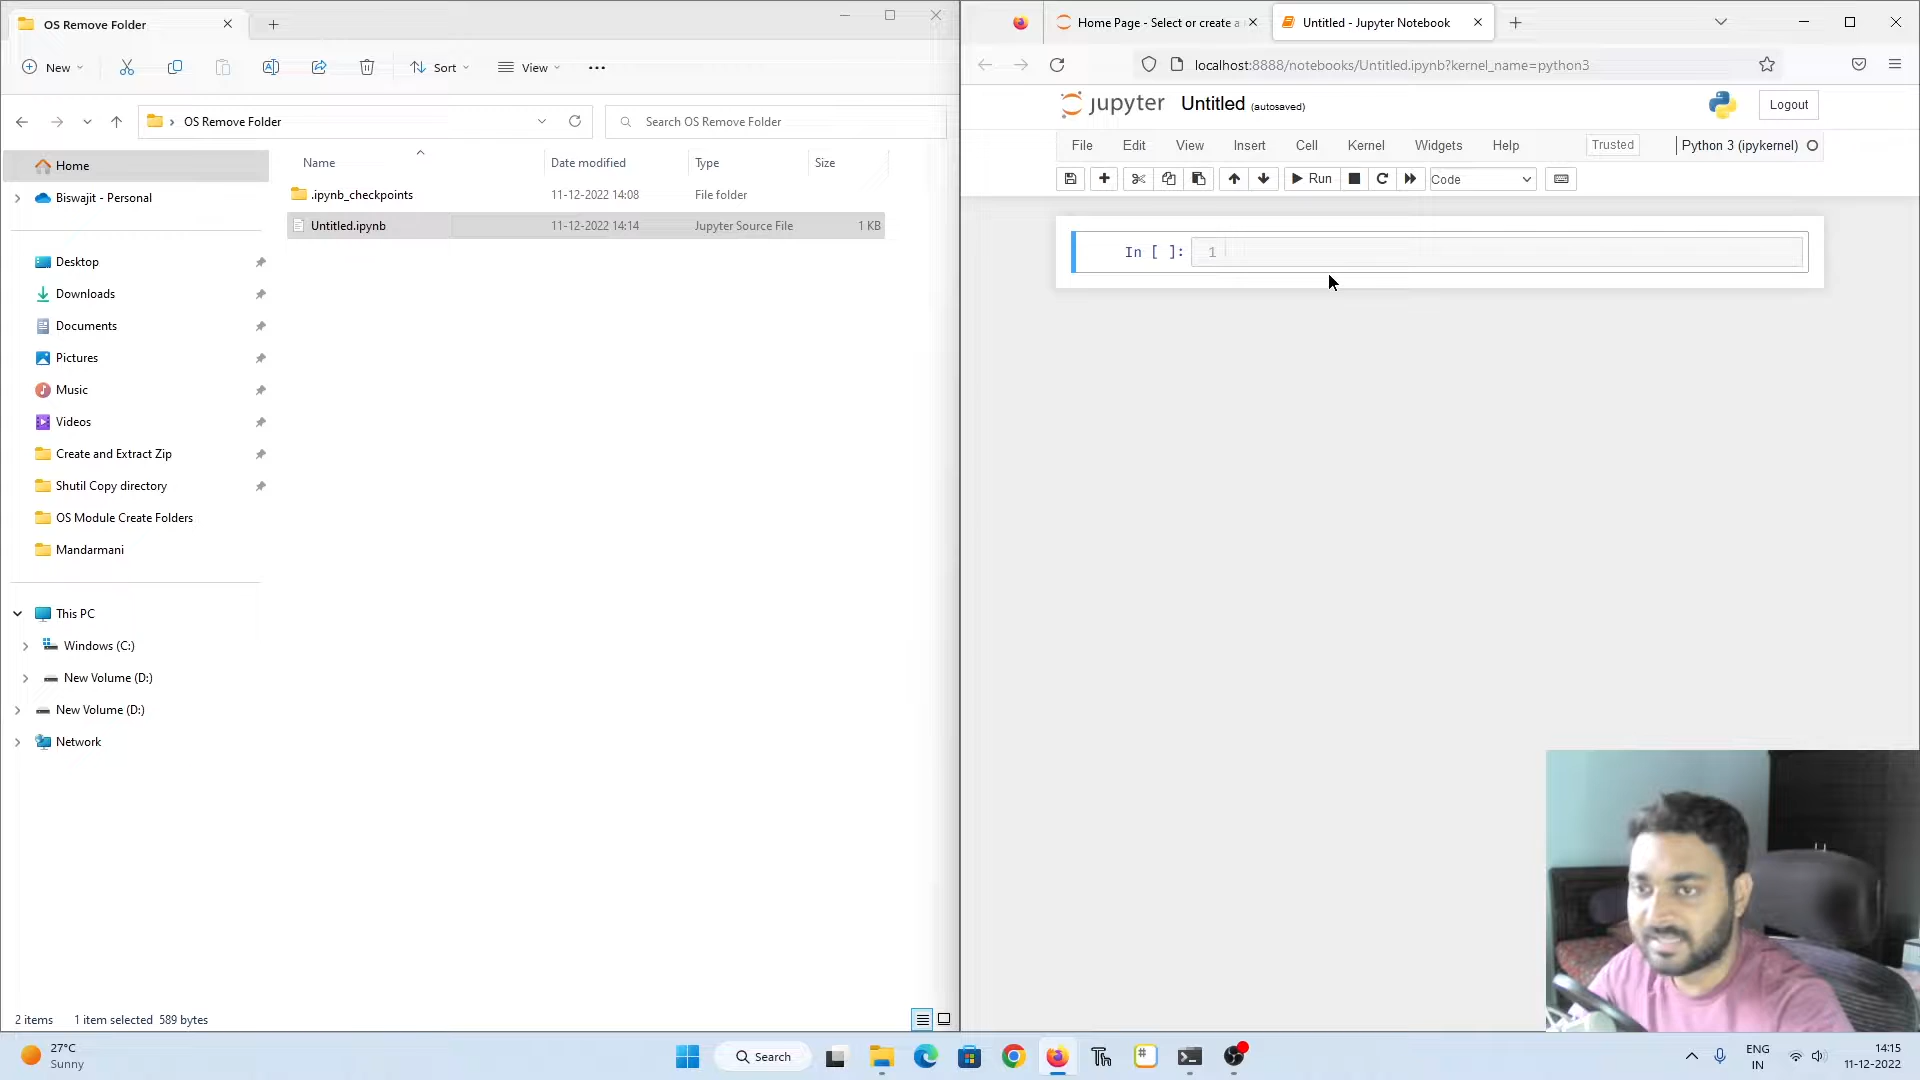 OS Remove Folder
New
Sort
View
OS Remove Folder
Search OS Remove Folder
Name
Date modified
Type
Size
.ipynb_checkpoints
11-12-2022 14:08
File folder
Untitled.ipynb
11-12-2022 14:14
Jupyter Source File
1 KB
Home
Biswajit - Personal
Desktop
Downloads
Documents
Pictures
Music
Videos
Create and Extract Zip
Shutil Copy directory
OS Module Create Folders
Mandarmani
This PC
Windows (C:)
New Volume (D:)
New Volume (D:)
Network
2 items
1 item selected 589 bytes
Home Page - Select or create a
Untitled - Jupyter Notebook
localhost:8888/notebooks/Untitled.ipynb?kernel_name=python3
jupyter Untitled (autosaved)
Logout
File Edit View Insert Cell Kernel Widgets Help
Trusted
Python 3 (ipykernel)
Run
Code
In [ ]:
1
27°C
Sunny
Search
ENG
IN
14:15
11-12-2022